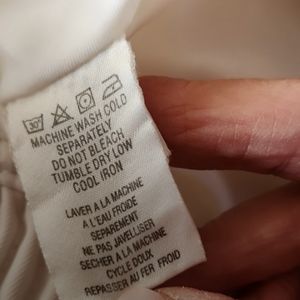 30°
MACHINE WASH COLD
SEPARATELY
DO NOT BLEACH
TUMBLE DRY LOW
COOL IRON
LAVER A LA MACHINE
A L'EAU FROIDE
SEPAREMENT
NE PAS JAVELLISER
SECHER A LA MACHINE
CYCLE DOUX
REPASSER AU FER FROID